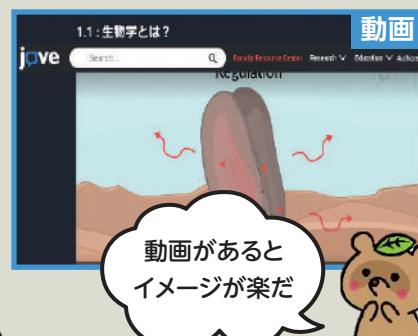 1.1:生物学とは?
動画
jove
Search...
Faculty Resource Center Research Education Authors
Regulation
動画があると
イメージが楽だ